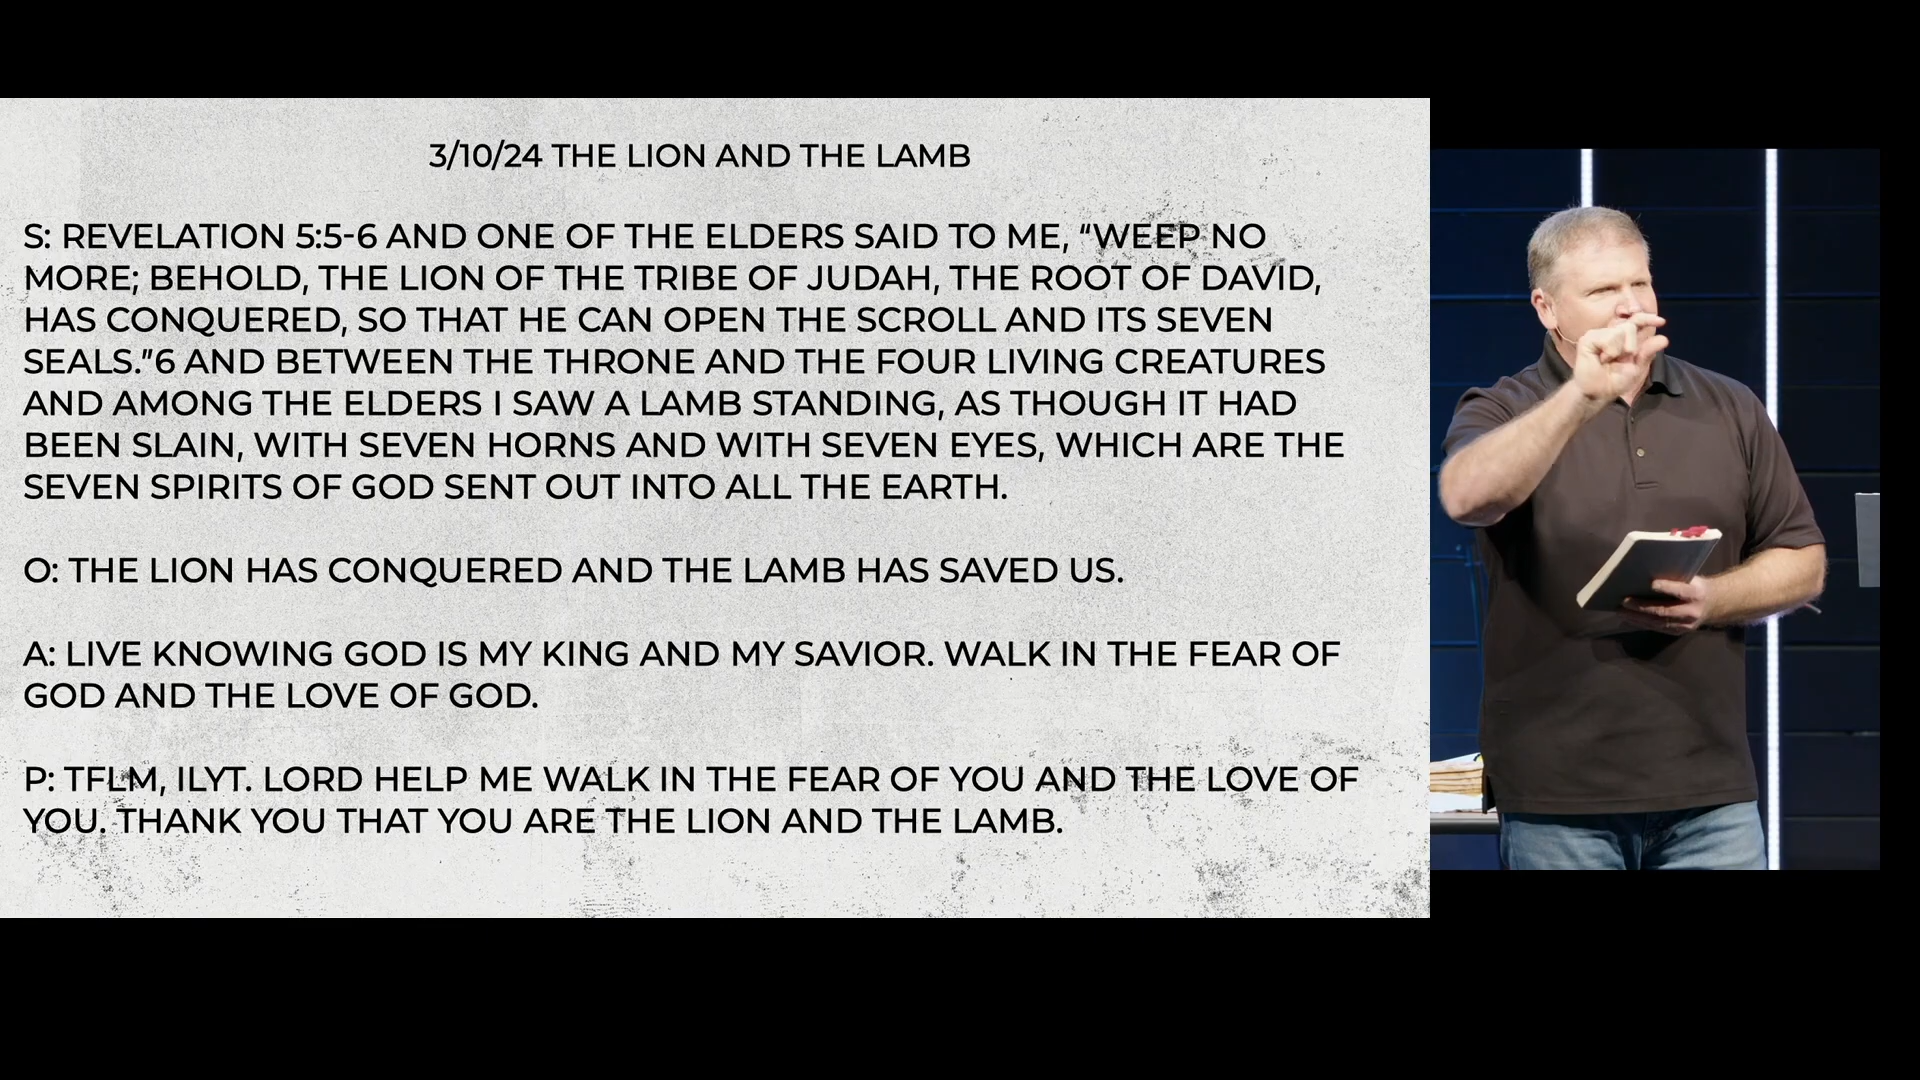 3/10/24 THE LION AND THE LAMB
S: REVELATION 5:5-6 AND ONE OF THE ELDERS SAID TO ME, “WEEP NO
MORE; BEHOLD, THE LION OF THE TRIBE OF JUDAH, THE ROOT OF DAVID,
HAS CONQUERED, SO THAT HE CAN OPEN THE SCROLL AND ITS SEVEN
SEALS.”6 AND BETWEEN THE THRONE AND THE FOUR LIVING CREATURES
AND AMONG THE ELDERS I SAW A LAMB STANDING, AS THOUGH IT HAD
BEEN SLAIN, WITH SEVEN HORNS AND WITH SEVEN EYES, WHICH ARE THE
SEVEN SPIRITS OF GOD SENT OUT INTO ALL THE EARTH.
O: THE LION HAS CONQUERED AND THE LAMB HAS SAVED US.
A: LIVE KNOWING GOD IS MY KING AND MY SAVIOR. WALK IN THE FEAR OF
GOD AND THE LOVE OF GOD.
P: TFLM, ILYT. LORD HELP ME WALK IN THE FEAR OF YOU AND THE LOVE OF
YOU. THANK YOU THAT YOU ARE THE LION AND THE LAMB.